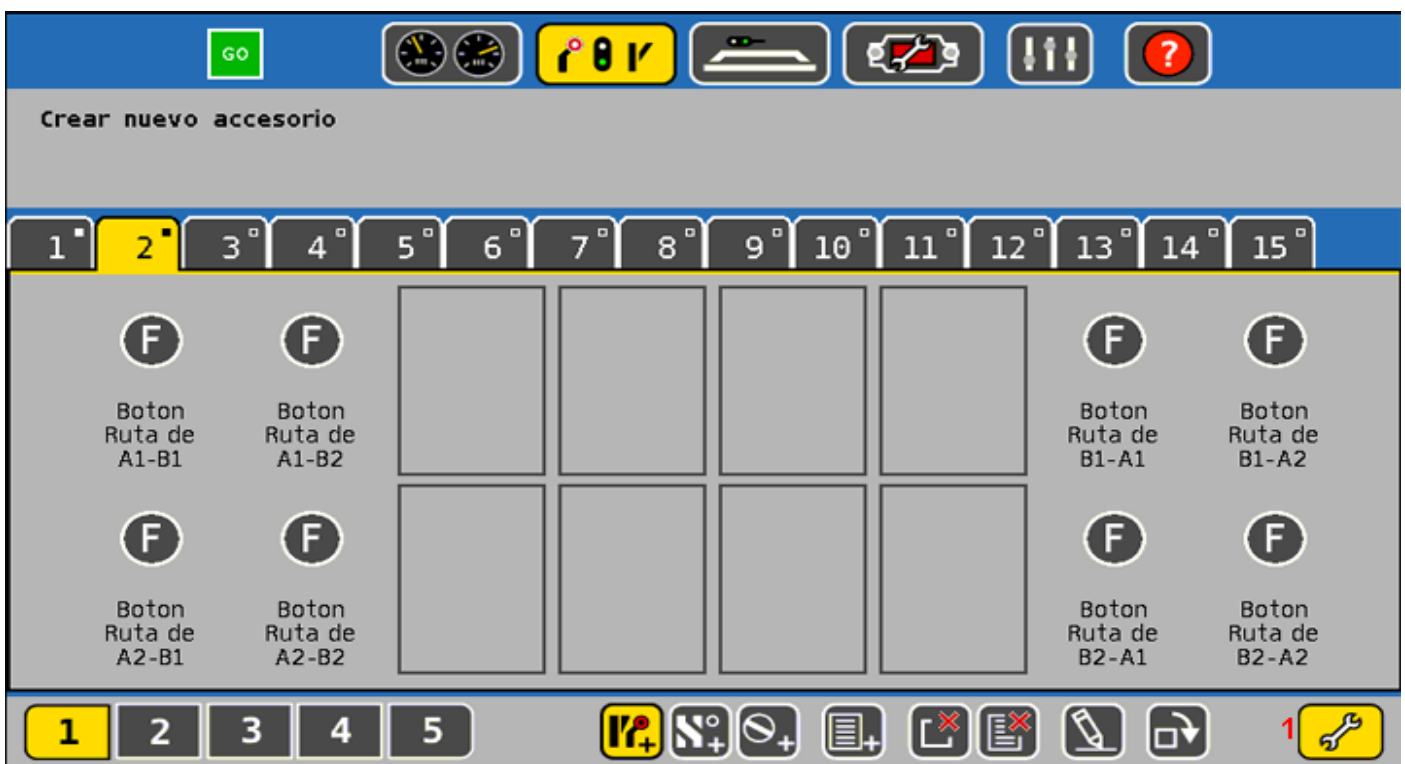 GO
?
Crear nuevo accesorio
1 2 3 4 5 6 7 8 9 10 11 12 13 14 15
F F F F
Boton Boton Boton Boton
Ruta de Ruta de Ruta de Ruta de
A1-B1 A1-B2 B1-A1 B1-A2
F F F F
Boton Boton Boton Boton
Ruta de Ruta de Ruta de Ruta de
A2-B1 A2-B2 B2-A1 B2-A2
1 2 3 4 5 1